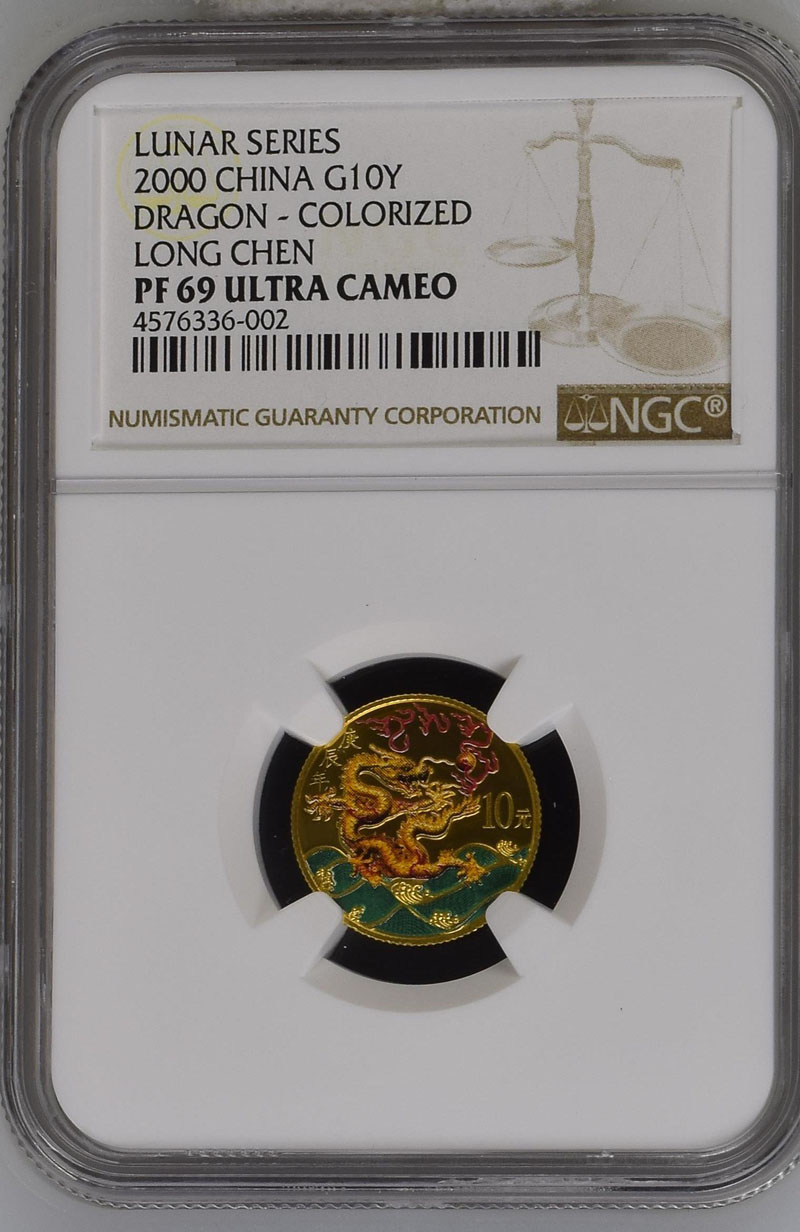 LUNAR SERIES
2000 CHINA G10Y
DRAGON - COLORIZED
LONG CHEN
PF 69 ULTRA CAMEO
4576336-002
NUMISMATIC GUARANTY CORPORATION
NGC®
庚辰年
10元